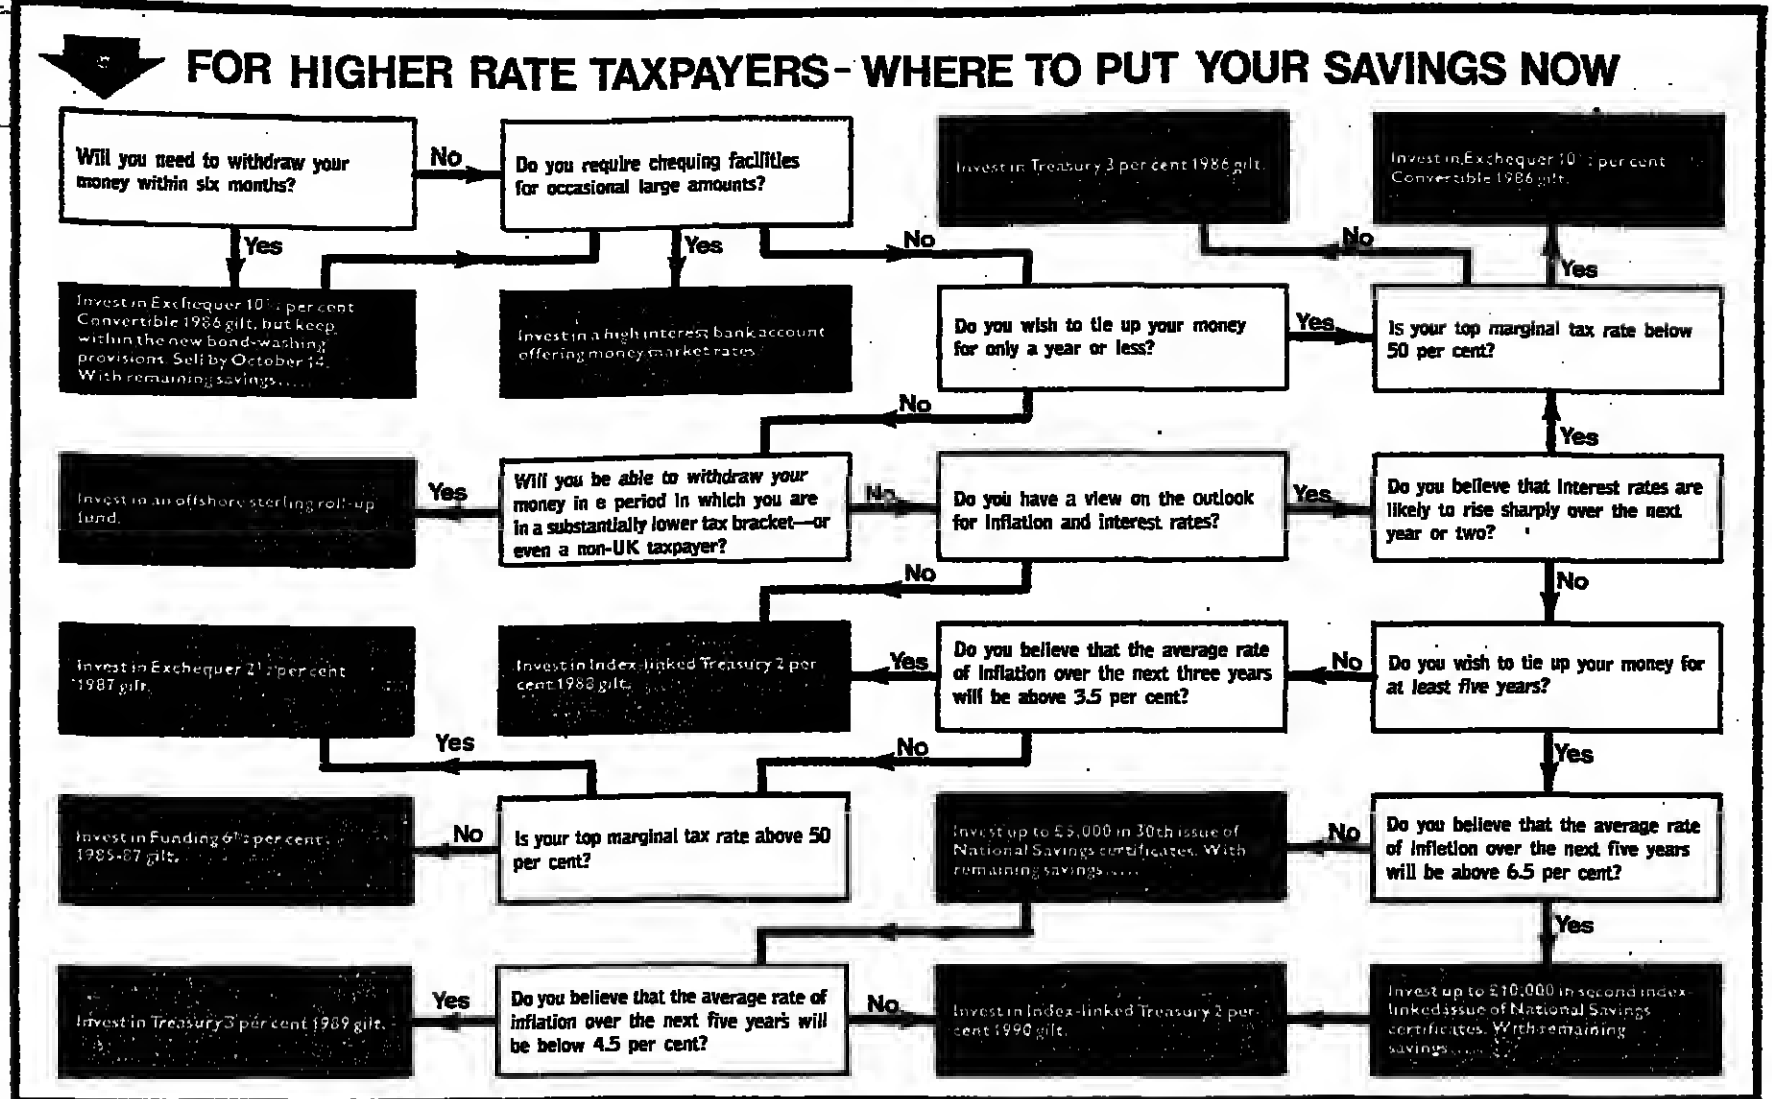 FOR HIGHER RATE TAXPAYERS - WHERE TO PUT YOUR SAVINGS NOW
Will you need to withdraw your
money within six months?
No
Do you require chequing facilities
for occasional large amounts?
Invest in Treasury 3 per cent 1986 gilt.
Invest in Exchequer 10½ per cent
Convertible 1986 gilt.
Yes
Yes
No
No
Yes
Invest in Exchequer 10½ per cent
Convertible 1986 gilt, but keep
within the new bond-washing
provisions. Sell by October 14.
With remaining savings.....
Invest in a high interest bank account
offering money market rates.
Do you wish to tie up your money
for only a year or less?
Yes
Is your top marginal tax rate below
50 per cent?
No
Yes
Invest in an offshore sterling roll-up
fund.
Yes
Will you be able to withdraw your
money in e period in which you are
in a substantially lower tax bracket—or
even a non-UK taxpayer?
No
Do you have a view on the outlook
for inflation and interest rates?
Yes
Do you believe that interest rates are
likely to rise sharply over the next
year or two?
No
No
Invest in Exchequer 2½ per cent
1987 gilt.
Invest in Index-linked Treasury 2 per
cent 1988 gilt.
Yes
Do you believe that the average rate
of inflation over the next three years
will be above 3.5 per cent?
No
Do you wish to tie up your money for
at least five years?
Yes
No
Yes
Invest in Funding 6½ per cent
1985-87 gilt.
No
Is your top marginal tax rate above 50
per cent?
Invest up to £5,000 in 30th issue of
National Savings certificates. With
remaining savings.....
No
Do you believe that the average rate
of infletion over the next five years
will be above 6.5 per cent?
Yes
Invest in Treasury 3 per cent 1989 gilt.
Yes
Do you believe that the average rate of
inflation over the next five years will
be below 4.5 per cent?
No
Invest in Index-linked Treasury 2 per
cent 1990 gilt.
Invest up to £10,000 in second index-
linked issue of National Savings
certificates. With remaining
savings.....